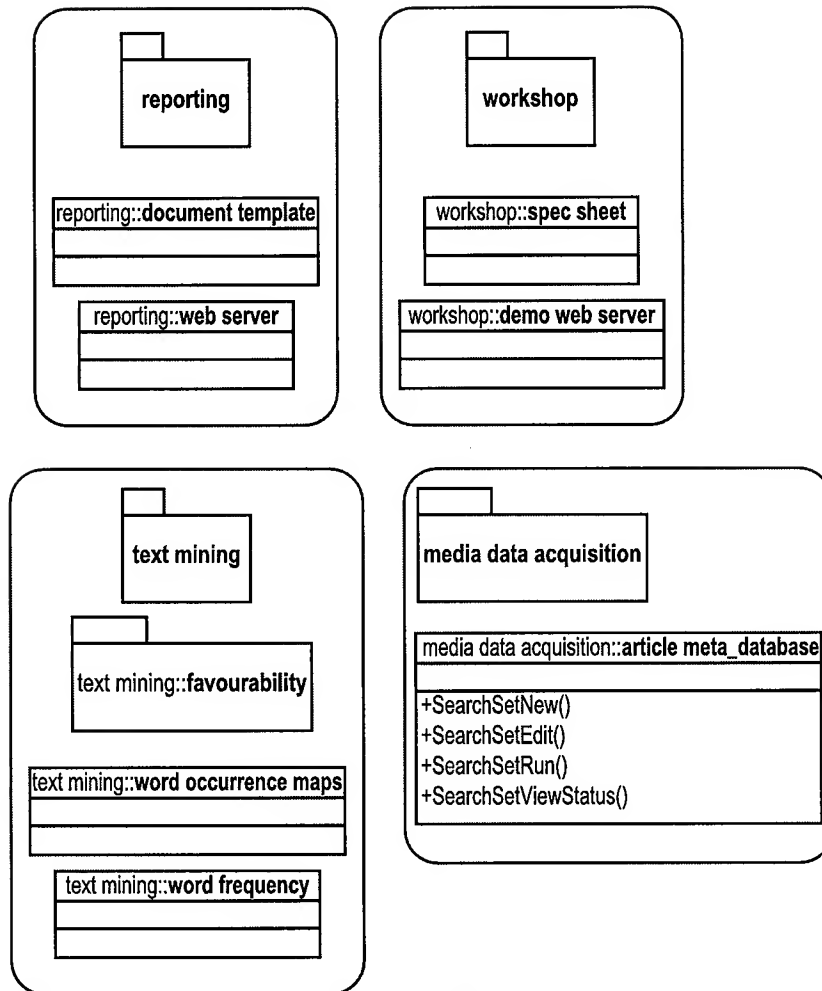 reporting
reporting::document template
reporting::web server
workshop
workshop::spec sheet
workshop::demo web server
text mining
text mining::favourability
text mining::word occurrence maps
text mining::word frequency
media data acquisition
media data acquisition::article meta_database
+SearchSetNew()
+SearchSetEdit()
+SearchSetRun()
+SearchSetViewStatus()